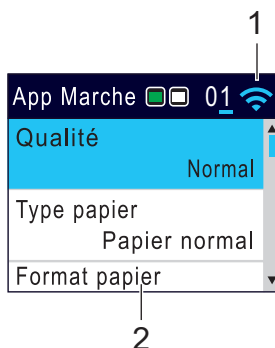 1
App Marche 01
Qualité
Normal
Type papier
Papier normal
Format papier
2